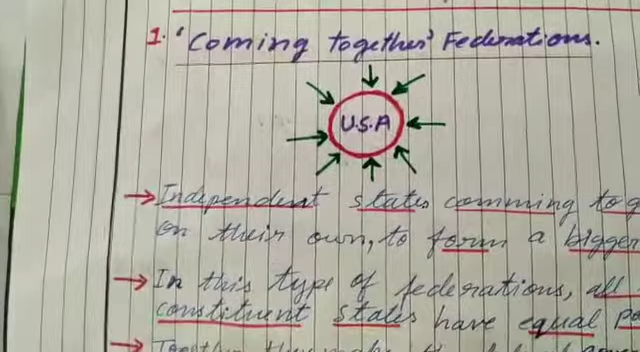 1. 'Coming together' Federations.
U.S.A
→ Independent states comming to
on their own, to form a bigger
→ In this type of federations, all
constituent states have equal
→